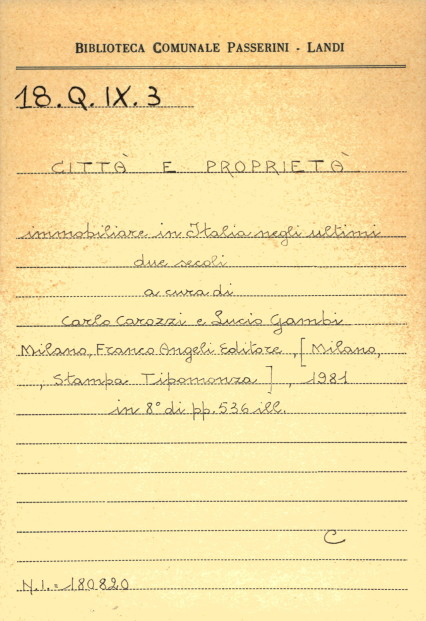 BIBLIOTECA COMUNALE PASSERINI - LANDI
18.Q.IX.3
CITTÀ E PROPRIETÀ
immobiliare in Italia negli ultimi
due secoli
a cura di
Carlo Carozzi e Lucio Gambi
Milano, Franco Angeli Editore, [Milano,
, Stampa Tipomonza], 1981
in 8° di pp. 536 ill.
C
N.I. = 180820